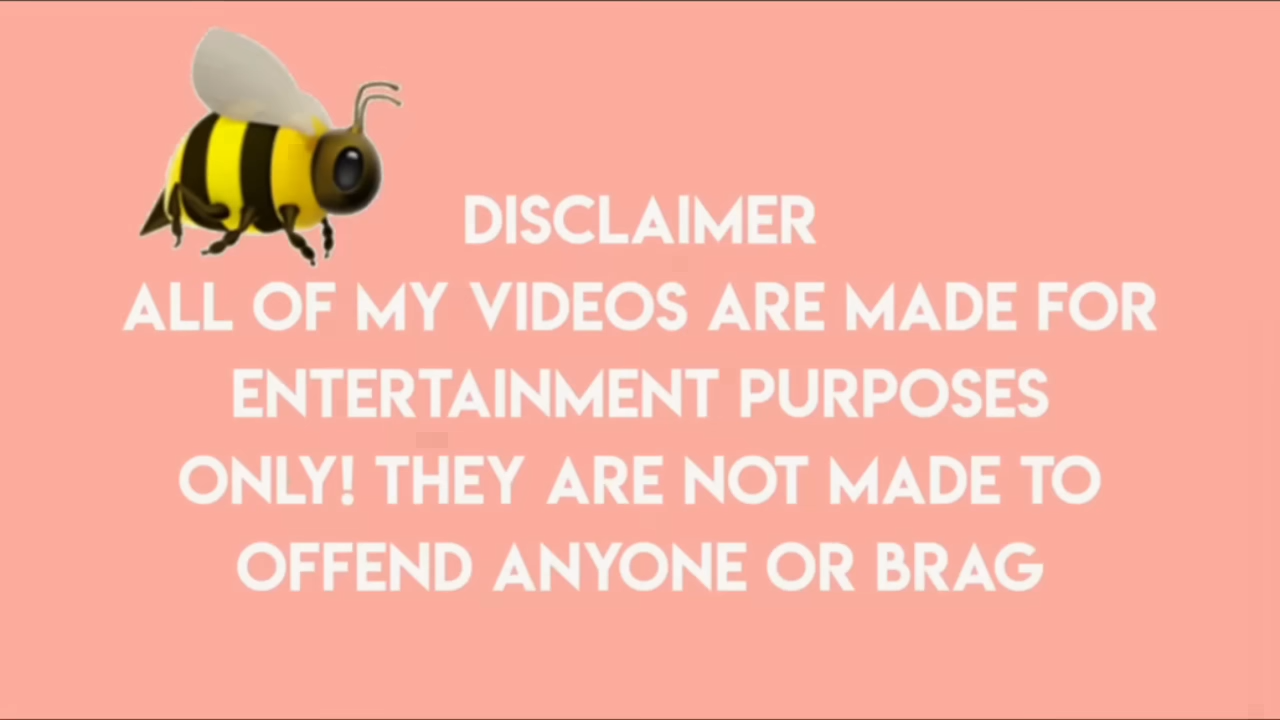 DISCLAIMER
ALL OF MY VIDEOS ARE MADE FOR
ENTERTAINMENT PURPOSES
ONLY! THEY ARE NOT MADE TO
OFFEND ANYONE OR BRAG